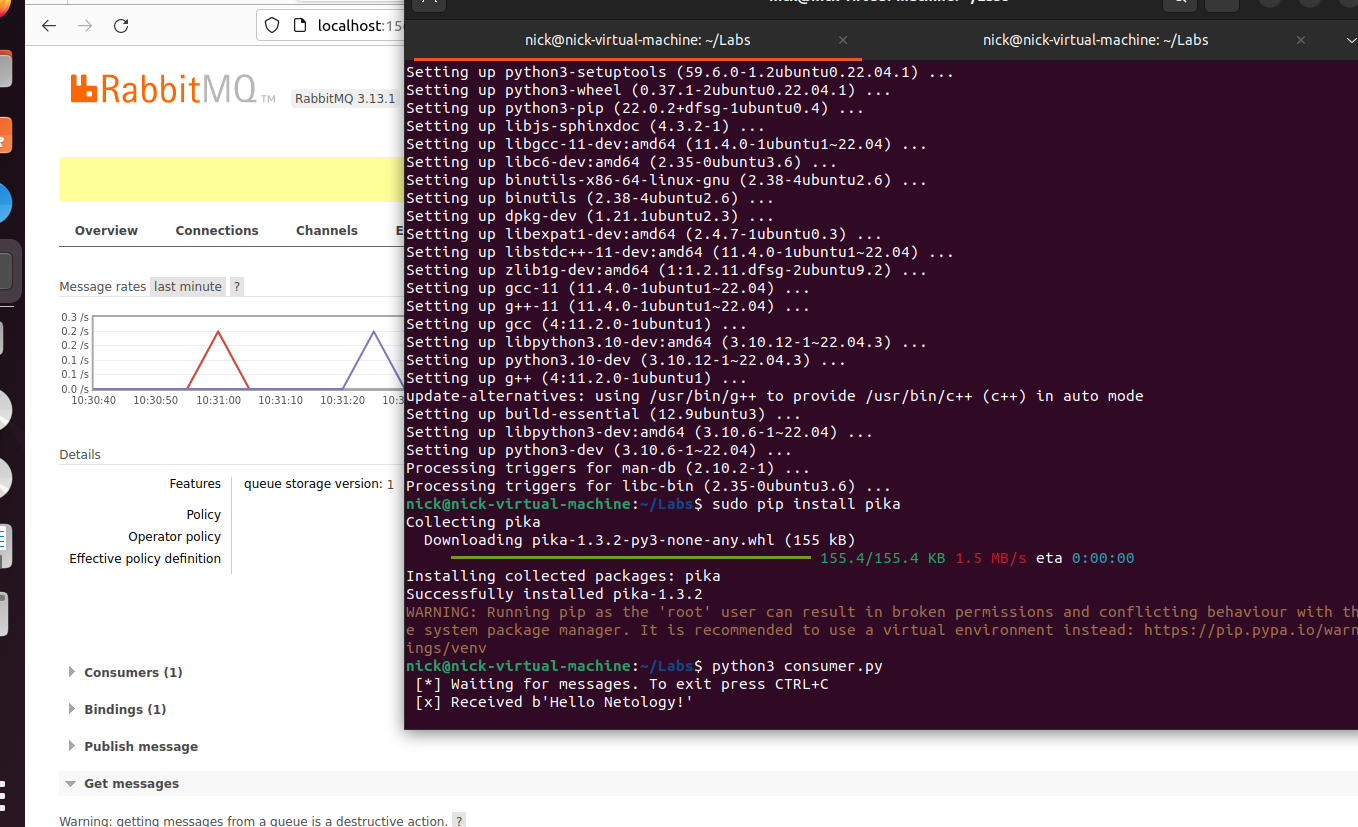 localhost:15
RabbitMQ TM
RabbitMQ 3.13.1
Overview Connections Channels E
Message rates last minute ?
0.3 /s
0.2 /s
0.2 /s
0.1 /s
0.1 /s
0.0 /s
10:30:40 10:30:50 10:31:00 10:31:10 10:31:20 10:3
Details
Features queue storage version: 1
Policy
Operator policy
Effective policy definition
Consumers (1)
Bindings (1)
Publish message
Get messages
Warning: getting messages from a queue is a destructive action. ?
nick@nick-virtual-machine: ~/Labs × nick@nick-virtual-machine: ~/Labs ×
Setting up python3-setuptools (59.6.0-1.2ubuntu0.22.04.1) ...
Setting up python3-wheel (0.37.1-2ubuntu0.22.04.1) ...
Setting up python3-pip (22.0.2+dfsg-1ubuntu0.4) ...
Setting up libjs-sphinxdoc (4.3.2-1) ...
Setting up libgcc-11-dev:amd64 (11.4.0-1ubuntu1~22.04) ...
Setting up libc6-dev:amd64 (2.35-0ubuntu3.6) ...
Setting up binutils-x86-64-linux-gnu (2.38-4ubuntu2.6) ...
Setting up binutils (2.38-4ubuntu2.6) ...
Setting up dpkg-dev (1.21.1ubuntu2.3) ...
Setting up libexpat1-dev:amd64 (2.4.7-1ubuntu0.3) ...
Setting up libstdc++-11-dev:amd64 (11.4.0-1ubuntu1~22.04) ...
Setting up zlib1g-dev:amd64 (1:1.2.11.dfsg-2ubuntu9.2) ...
Setting up gcc-11 (11.4.0-1ubuntu1~22.04) ...
Setting up g++-11 (11.4.0-1ubuntu1~22.04) ...
Setting up gcc (4:11.2.0-1ubuntu1) ...
Setting up libpython3.10-dev:amd64 (3.10.12-1~22.04.3) ...
Setting up python3.10-dev (3.10.12-1~22.04.3) ...
Setting up g++ (4:11.2.0-1ubuntu1) ...
update-alternatives: using /usr/bin/g++ to provide /usr/bin/c++ (c++) in auto mode
Setting up build-essential (12.9ubuntu3) ...
Setting up libpython3-dev:amd64 (3.10.6-1~22.04) ...
Setting up python3-dev (3.10.6-1~22.04) ...
Processing triggers for man-db (2.10.2-1) ...
Processing triggers for libc-bin (2.35-0ubuntu3.6) ...
nick@nick-virtual-machine:~/Labs$ sudo pip install pika
Collecting pika
Downloading pika-1.3.2-py3-none-any.whl (155 kB)
155.4/155.4 KB 1.5 MB/s eta 0:00:00
Installing collected packages: pika
Successfully installed pika-1.3.2
WARNING: Running pip as the 'root' user can result in broken permissions and conflicting behaviour with th
e system package manager. It is recommended to use a virtual environment instead: https://pip.pypa.io/warn
ings/venv
nick@nick-virtual-machine:~/Labs$ python3 consumer.py
[*] Waiting for messages. To exit press CTRL+C
[x] Received b'Hello Netology!'